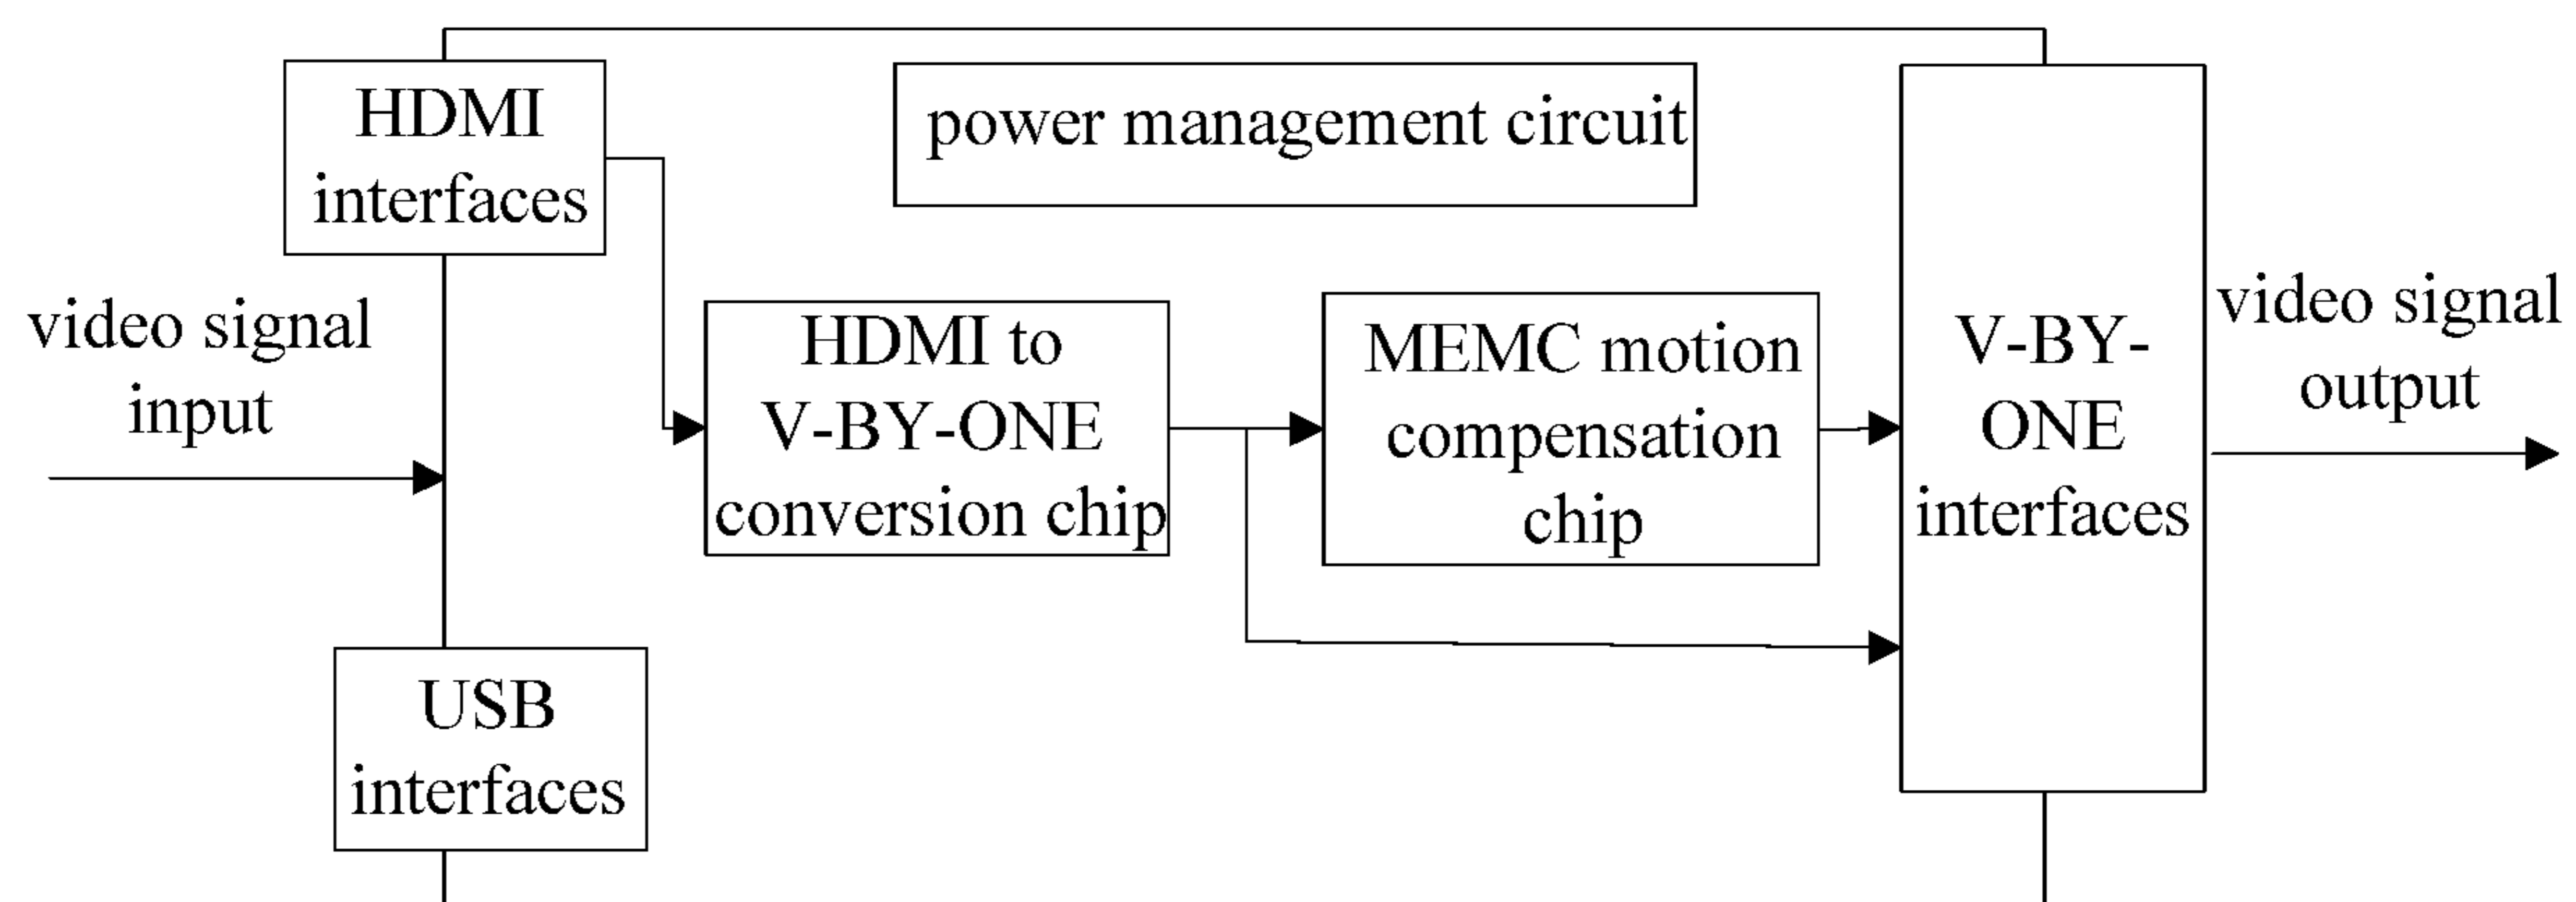 HDMI
interfaces
power management circuit
video signal
input
HDMI to
V-BY-ONE
conversion chip
MEMC motion
compensation
chip
V-BY-
ONE
interfaces
video signal
output
USB
interfaces